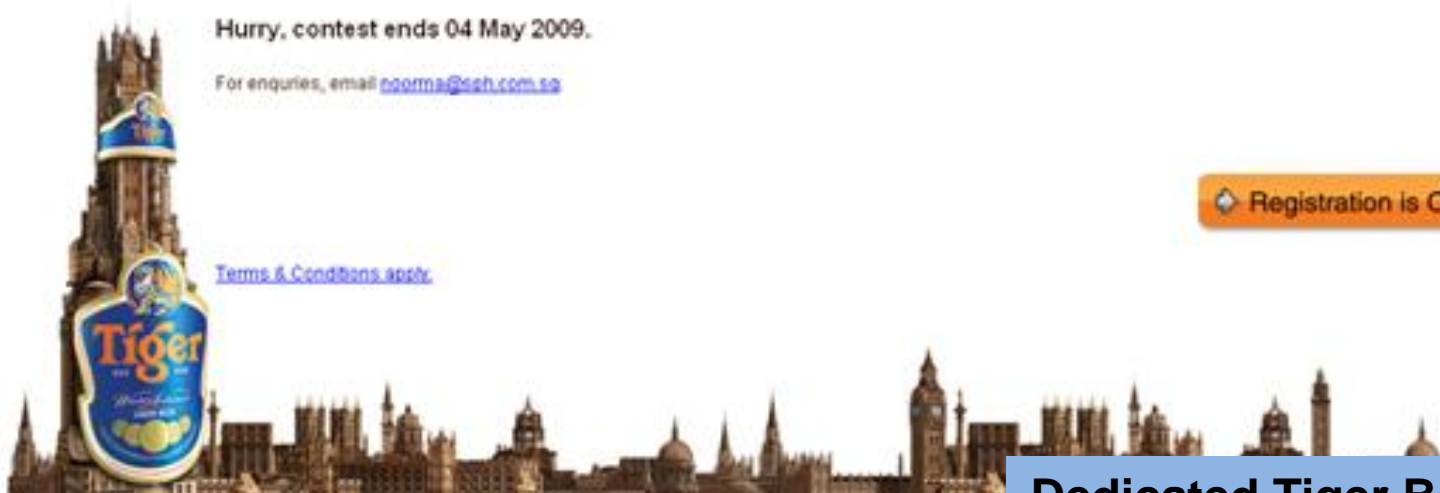 Hurry, contest ends 04 May 2009.
For enquries, email noorma@sph.com.sg
Registration is
Terms & Conditions apply.
Tiger
Tiger
Dedicated Tiger